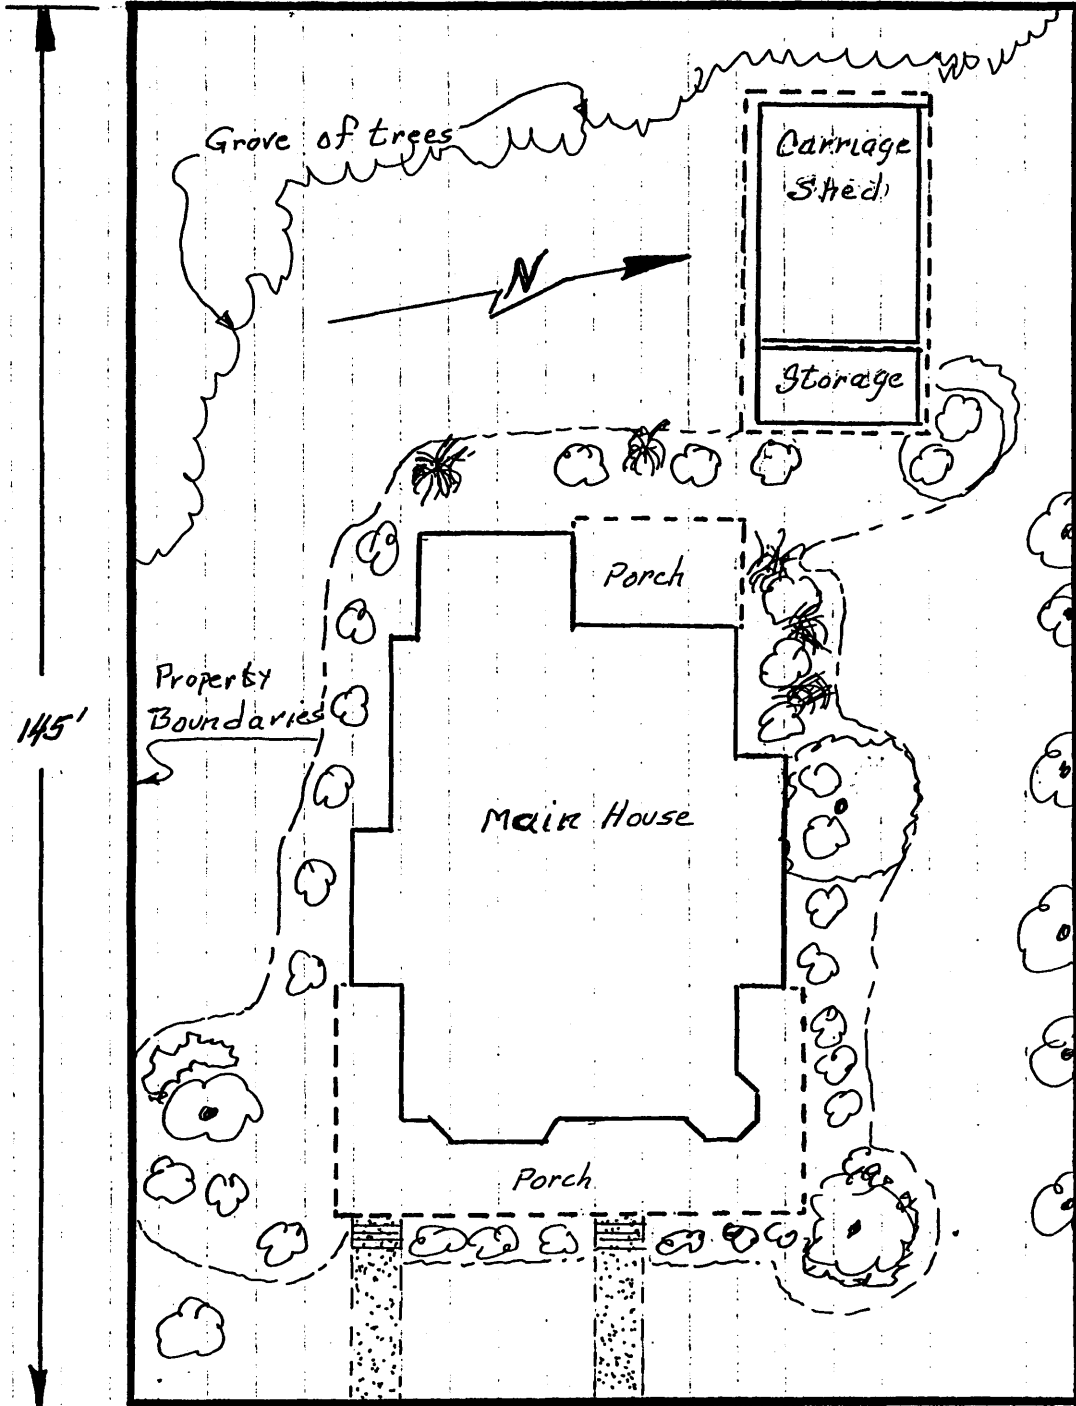 Grove of trees
Carriage
Shed
N
Storage
Porch
Property
Boundaries
145'
Main House
Porch